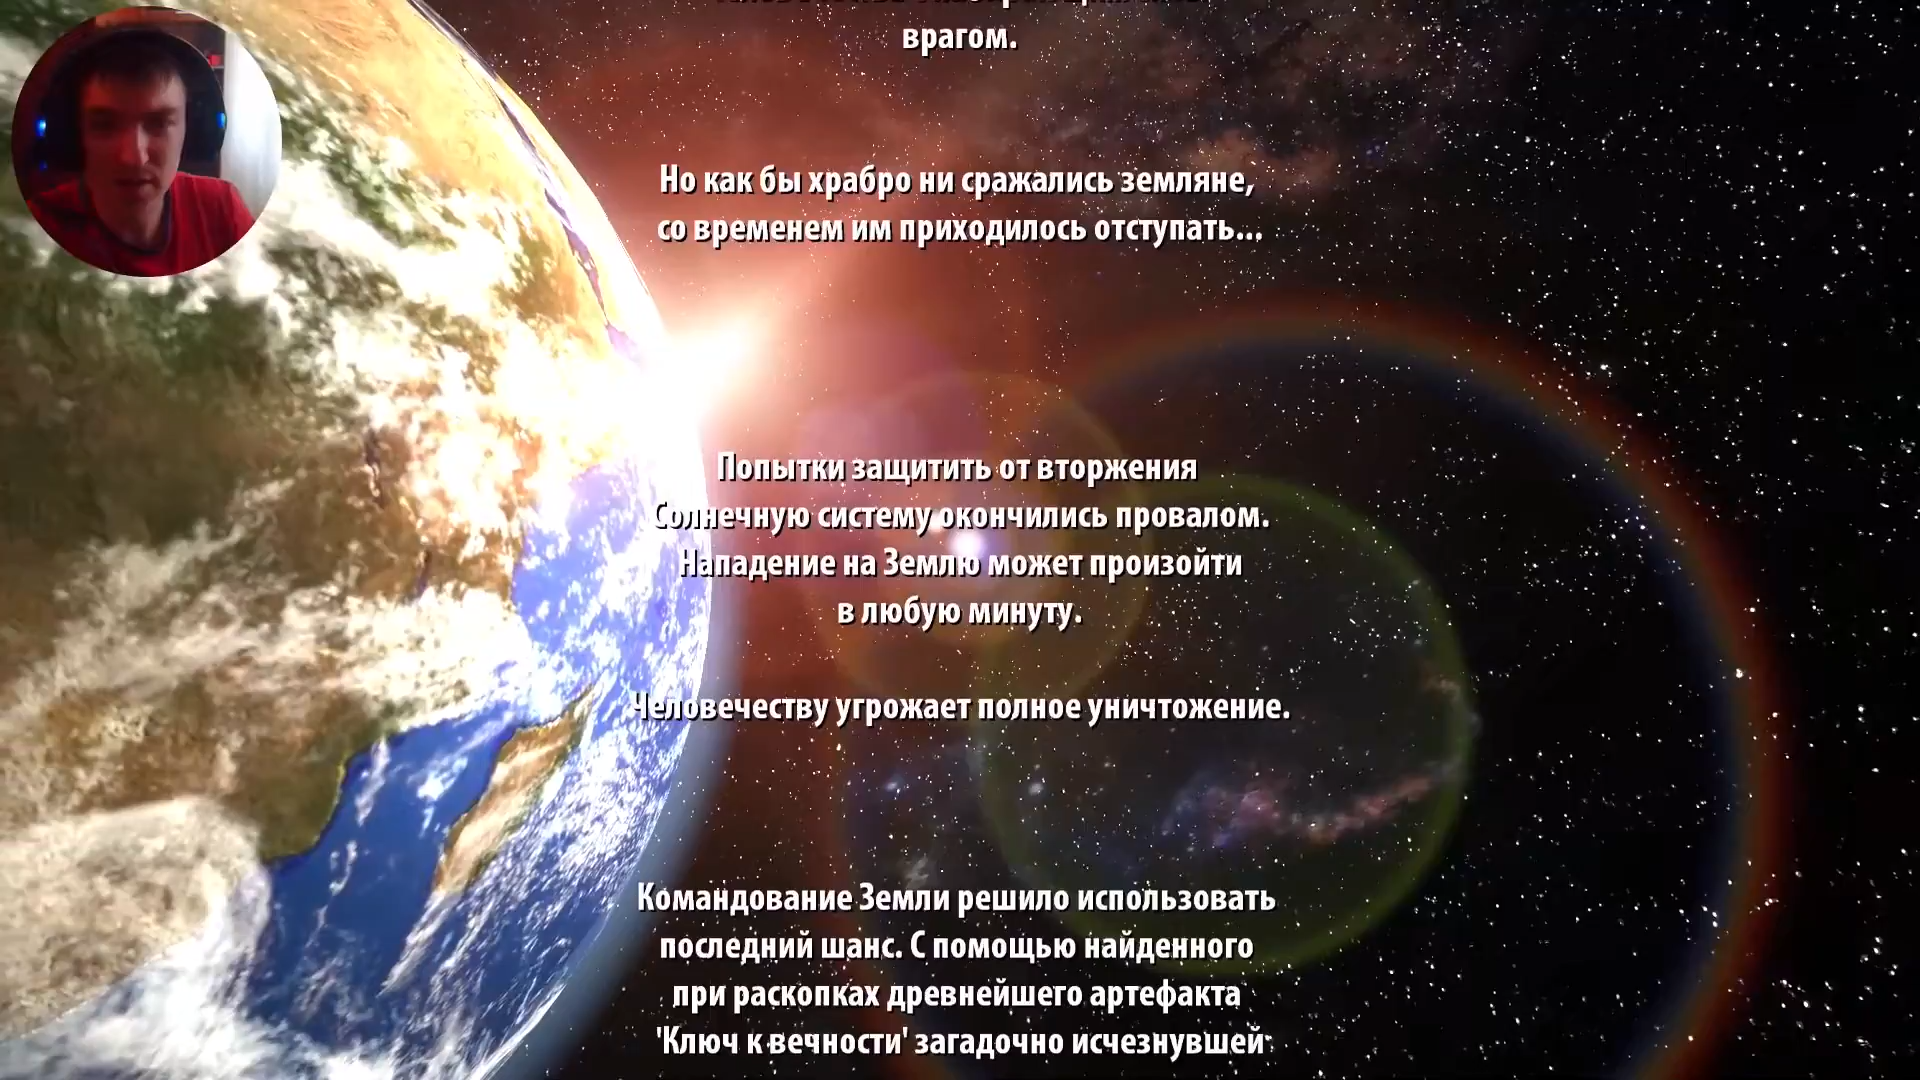 врагом.
Но как бы храбро ни сражались земляне,
со временем им приходилось отступать...
Попытки защитить от вторжения
Солнечную систему окончились провалом.
Нападение на Землю может произойти
в любую минуту.
Человечеству угрожает полное уничтожение.
Командование Земли решило использовать
последний шанс. С помощью найденного
при раскопках древнейшего артефакта
'Ключ к вечности' загадочно исчезнувшей